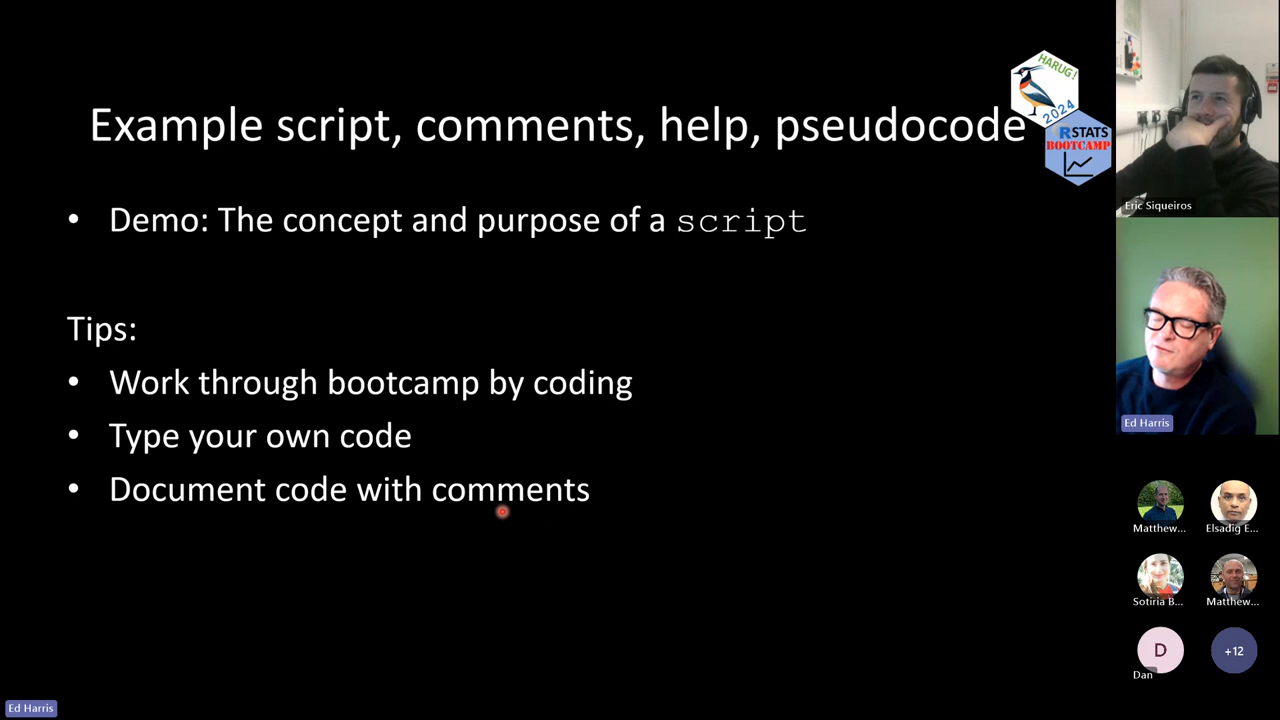 Example script, comments, help, pseudocode
HARUG!
2024
RSTATS
BOOTCAMP
• Demo: The concept and purpose of a script
Tips:
• Work through bootcamp by coding
• Type your own code
• Document code with comments
Eric Siqueiros
Ed Harris
Matthew...
Elsadig E...
Sotiria B...
Matthew...
D
Dan
+12
Ed Harris